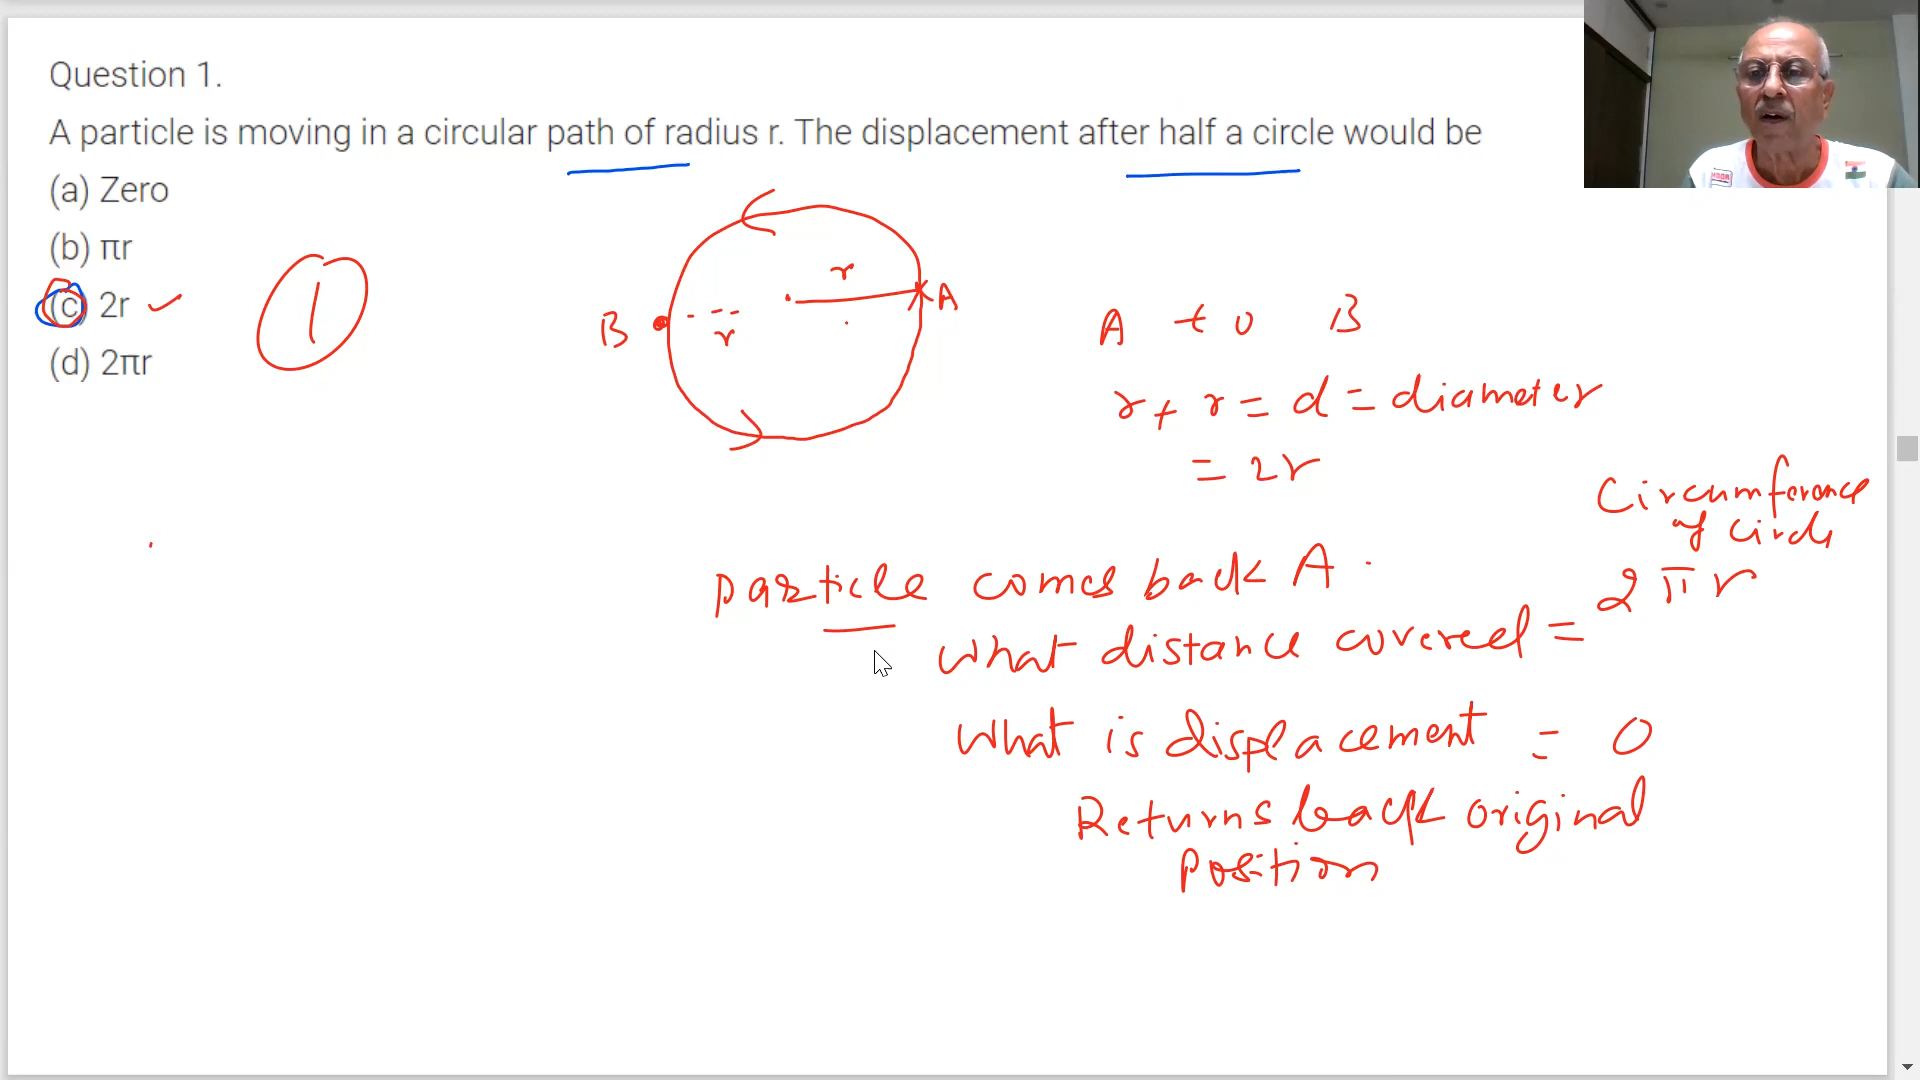 Question 1.
A particle is moving in a circular path of radius r. The displacement after half a circle would be
(a) Zero
(b) πr
(c) 2r ✓
(d) 2πr
1
r
A
B
r
A to B
r + r = d = diameter
= 2r
Circumference
of circle
2πr
particle comes back A.
What distance covered =
What is displacement = 0
Returns back original
position